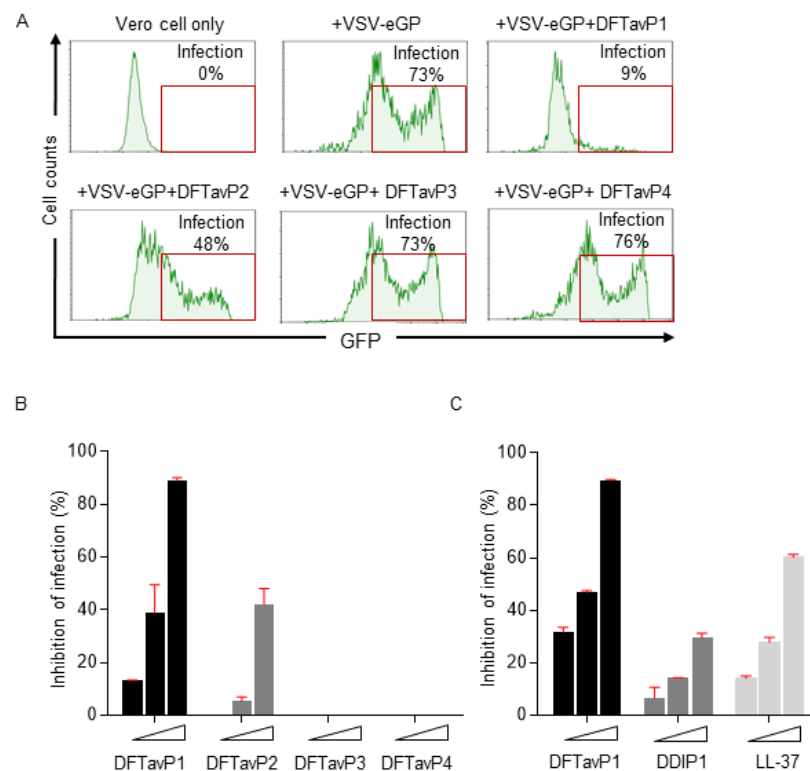 A
Vero cell only
+VSV-eGP
+VSV-eGP+DFTavP1
Infection
0%
Infection
73%
Infection
9%
+VSV-eGP+DFTavP2
+VSV-eGP+ DFTavP3
+VSV-eGP+ DFTavP4
Infection
48%
Infection
73%
Infection
76%
Cell counts
GFP
B
Inhibition of infection (%)
100
80
60
40
20
0
DFTavP1
DFTavP2
DFTavP3
DFTavP4
C
Inhibition of infection (%)
100
80
60
40
20
0
DFTavP1
DDIP1
LL-37